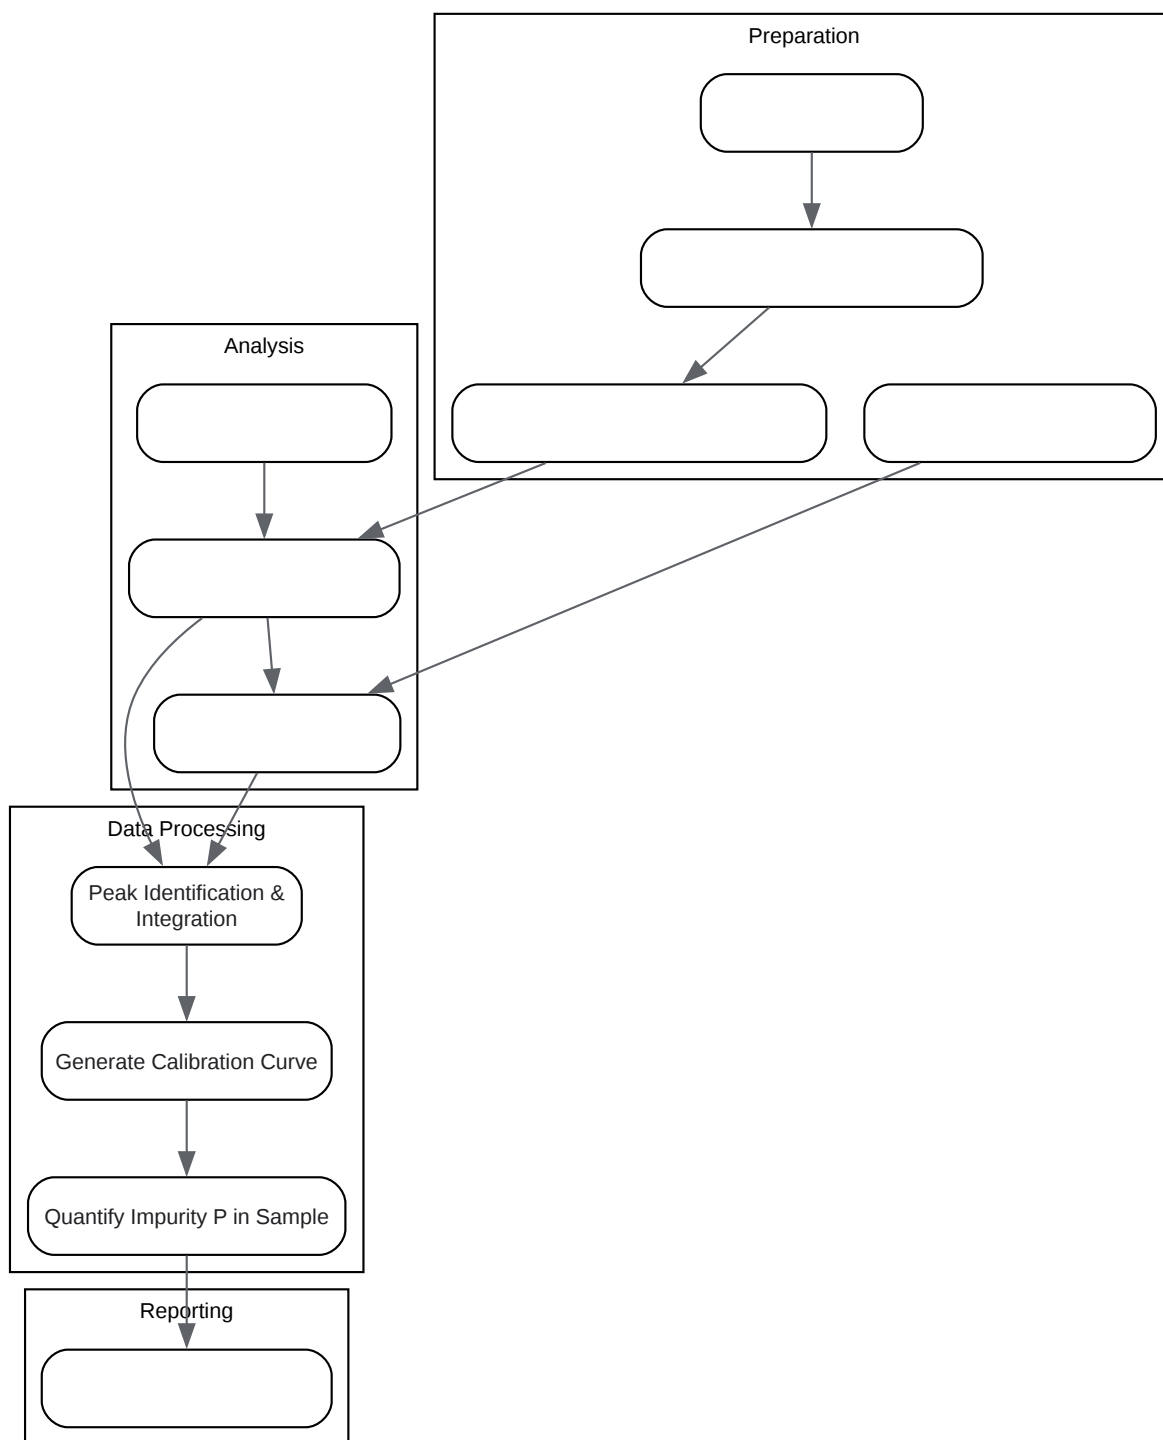 Preparation
Analysis
Data Processing
Peak Identification &
Integration
Generate Calibration Curve
Quantify Impurity P in Sample
Reporting